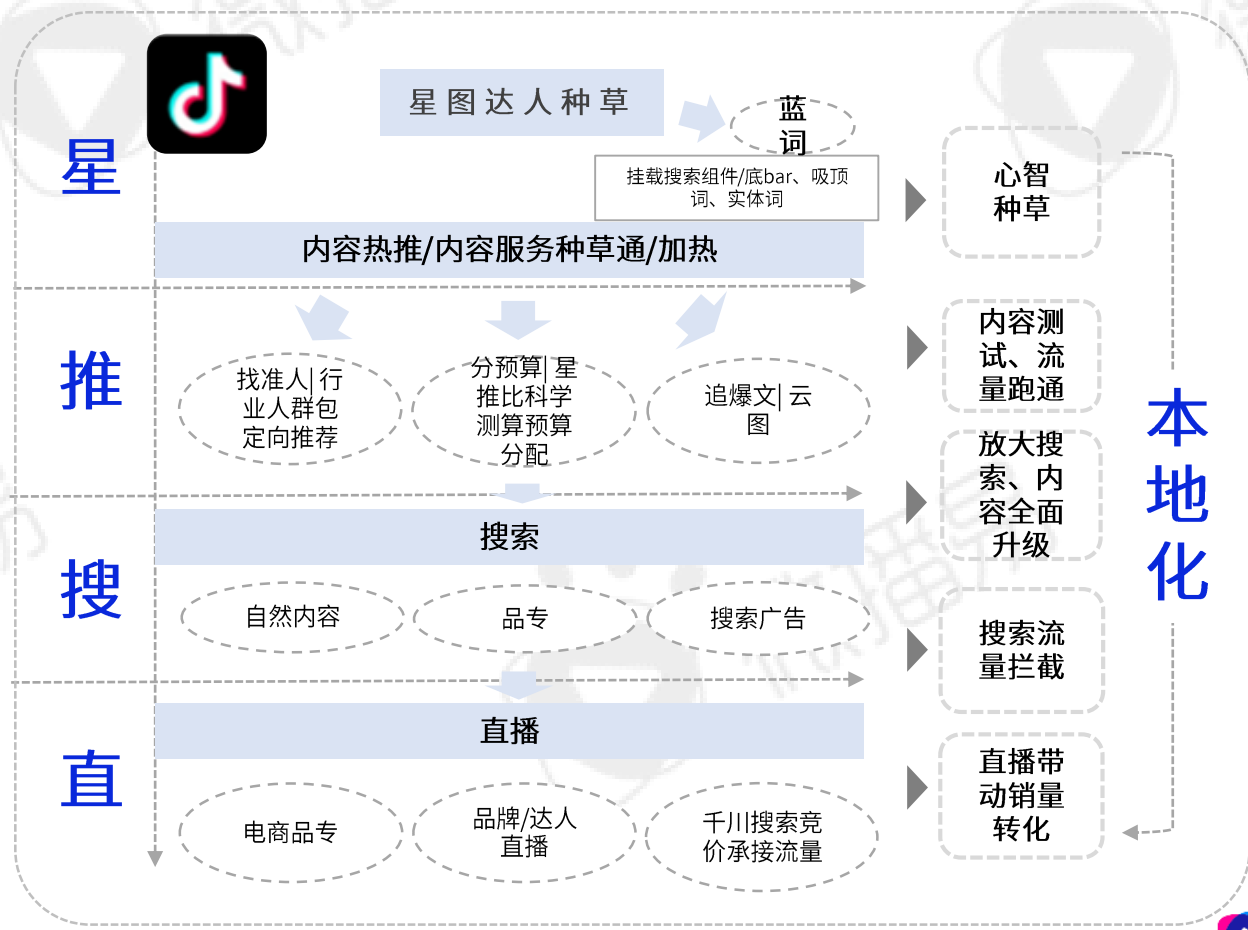 星
星图达人种草
蓝
词
挂载搜索组件/底bar、吸顶
词、实体词
内容热推/内容服务种草通/加热
心智
种草
推
找准人| 行
业人群包
定向推荐
分预算| 星
推比科学
测算预算
分配
追爆文| 云
图
内容测
试、流
量跑通
放大搜
索、内
容全面
升级
搜
搜索
自然内容
品专
搜索广告
搜索流
量拦截
直
直播
电商品专
品牌/达人
直播
千川搜索竞
价承接流量
直播带
动销量
转化
本
地
化
微播易